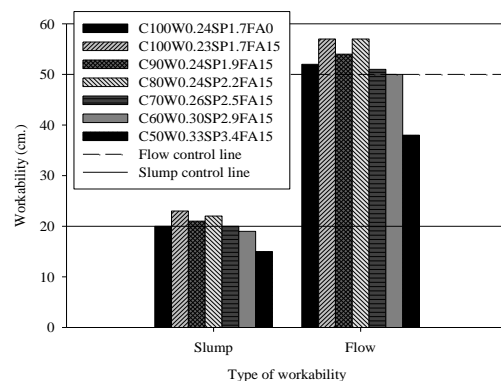 60
50
40
30
20
10
0
Workability (cm.)
C100W0.24SP1.7FA0
C100W0.23SP1.7FA15
C90W0.24SP1.9FA15
C80W0.24SP2.2FA15
C70W0.26SP2.5FA15
C60W0.30SP2.9FA15
C50W0.33SP3.4FA15
Flow control line
Slump control line
Slump Flow
Type of workability